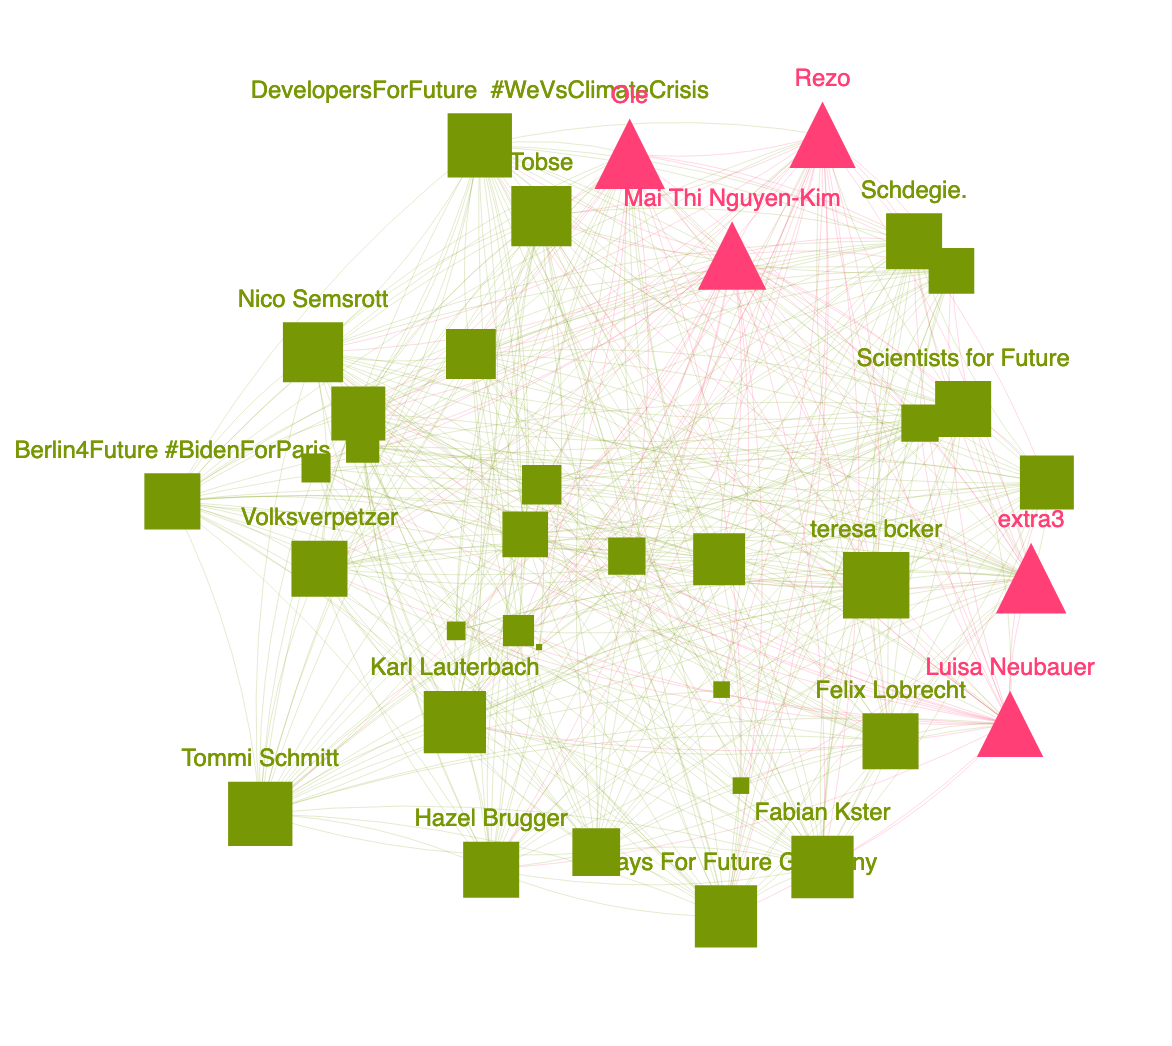 Rezo
DevelopersForFuture #WeVsClimateCrisis
Ole
Tobse
Schdegie.
Mai Thi Nguyen-Kim
Nico Semsrott
Scientists for Future
Berlin4Future #BidenForParis
Volksverpetzer
extra3
teresa bcker
Karl Lauterbach
Luisa Neubauer
Felix Lobrecht
Tommi Schmitt
Fabian Kster
Hazel Brugger
ays For Future G ny